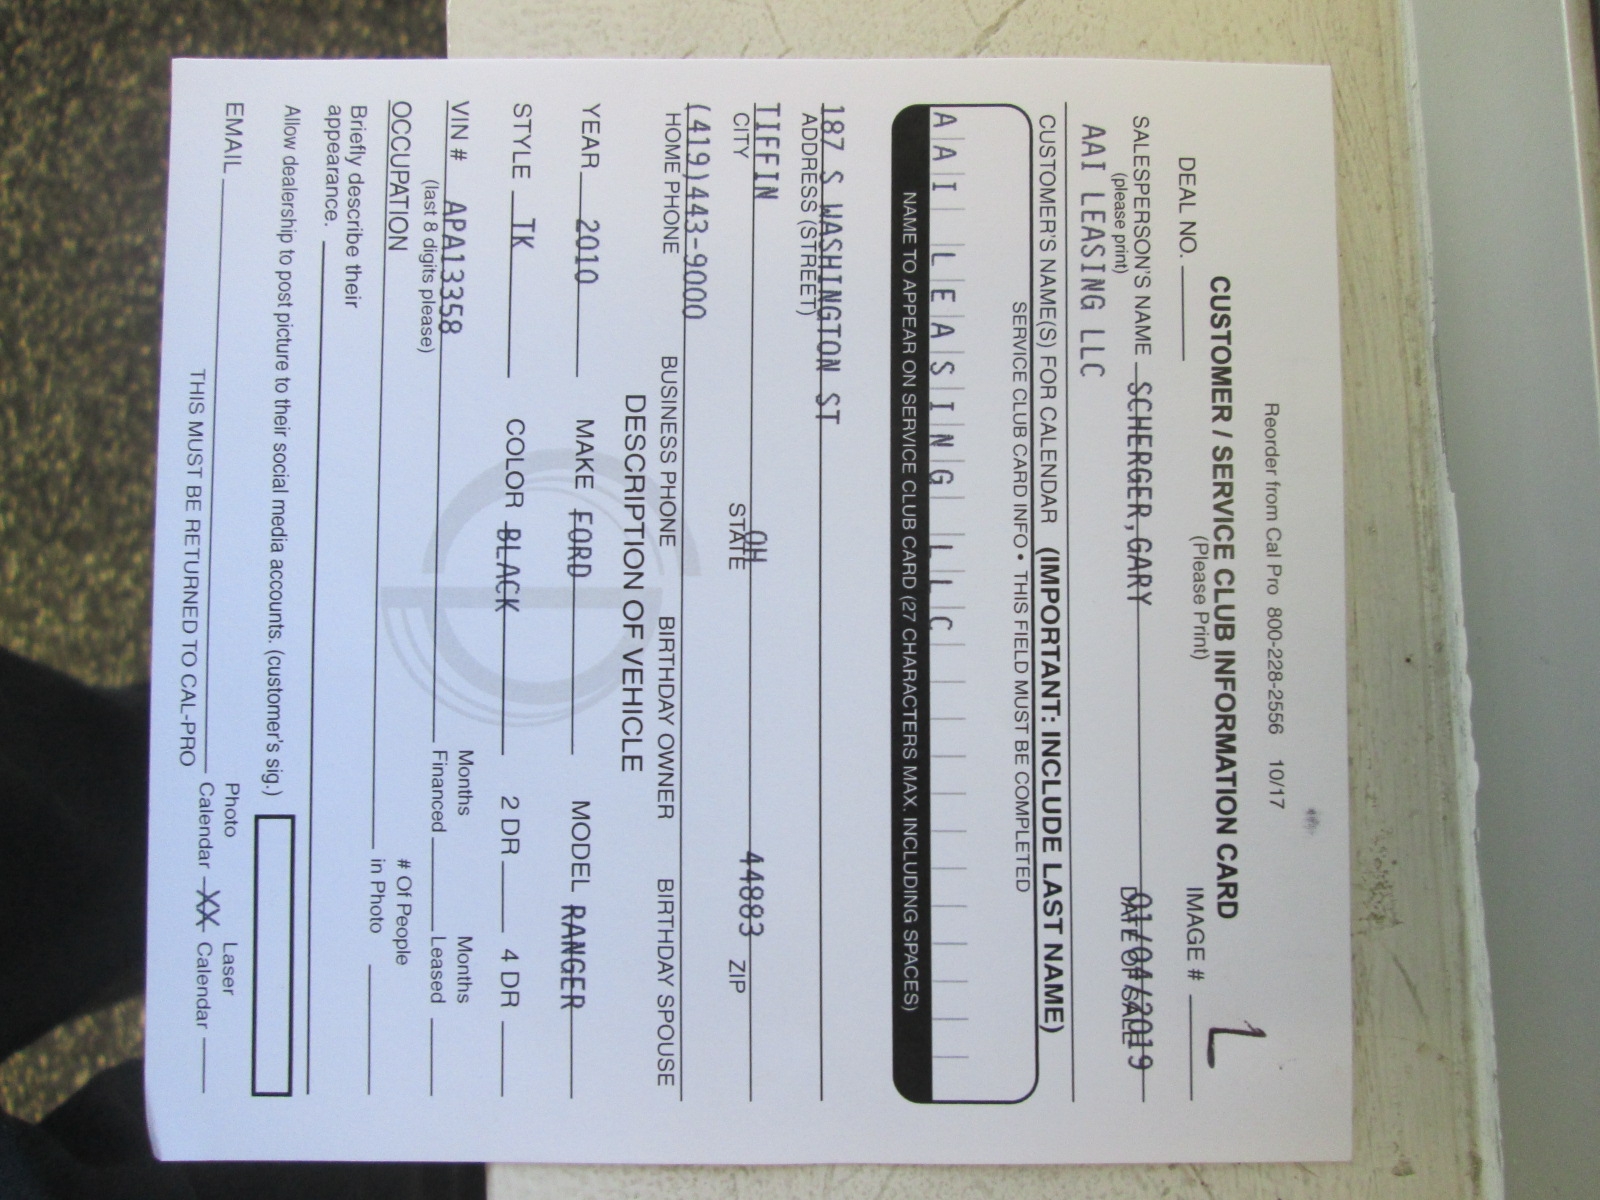 Reorder from Cal Pro 800-228-2556 10/17
CUSTOMER / SERVICE CLUB INFORMATION CARD
(Please Print)
L
DEAL NO.
IMAGE #
SALESPERSON'S NAME SCHERGER,GARY 01/04/2019
(please print) DATE OF SALE
AAI LEASING LLC
CUSTOMER'S NAME(S) FOR CALENDAR (IMPORTANT: INCLUDE LAST NAME)
SERVICE CLUB CARD INFO • THIS FIELD MUST BE COMPLETED
AAI LEASING LLC
NAME TO APPEAR ON SERVICE CLUB CARD (27 CHARACTERS MAX. INCLUDING SPACES)
187 S WASHINGTON ST
ADDRESS (STREET)
TIFFIN OH 44883
CITY STATE ZIP
(419)443-90000
HOME PHONE BUSINESS PHONE BIRTHDAY OWNER BIRTHDAY SPOUSE
DESCRIPTION OF VEHICLE
YEAR 2010 MAKE FORD MODEL RANGER
STYLE TK COLOR BLACK 2 DR 4 DR
VIN # APA13358 Months Financed Months Leased
(last 8 digits please)
OCCUPATION # Of People in Photo
Briefly describe their
appearance.
Allow dealership to post picture to their social media accounts. (customer's sig.)
EMAIL Photo Calendar XX Laser Calendar
THIS MUST BE RETURNED TO CAL-PRO